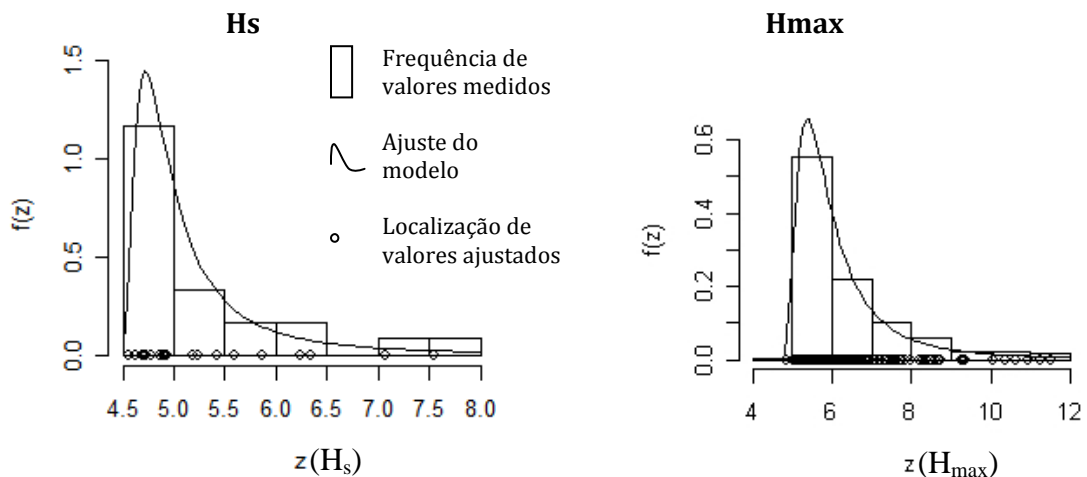 Hs
Hmax
Frequência de
valores medidos
Ajuste do
modelo
Localização de
valores ajustados
f(z)
1.5
1.0
0.5
0.0
4.5 5.0 5.5 6.0 6.5 7.0 7.5 8.0
z (Hs)
f(z)
0.6
0.4
0.2
0.0
4 6 8 10 12
z (Hmax)